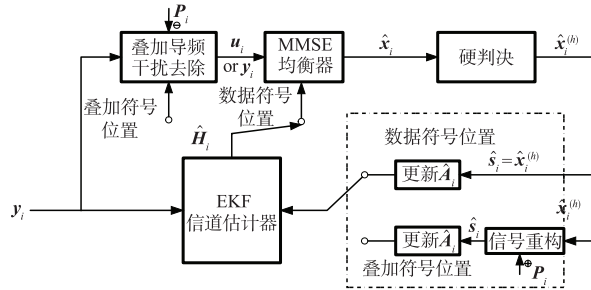 P_i
⊖
叠加导频
干扰去除
u_i
or y_i
MMSE
均衡器
x̂_i
硬判决
x̂_i^(h)
叠加符号
位置
数据符号
位置
Ĥ_i
数据符号位置
更新Â_i
ŝ_i=x̂_i^(h)
EKF
信道估计器
y_i
x̂_i^(h)
更新Â_i
ŝ_i
信号重构
叠加符号位置
⊕
P_i